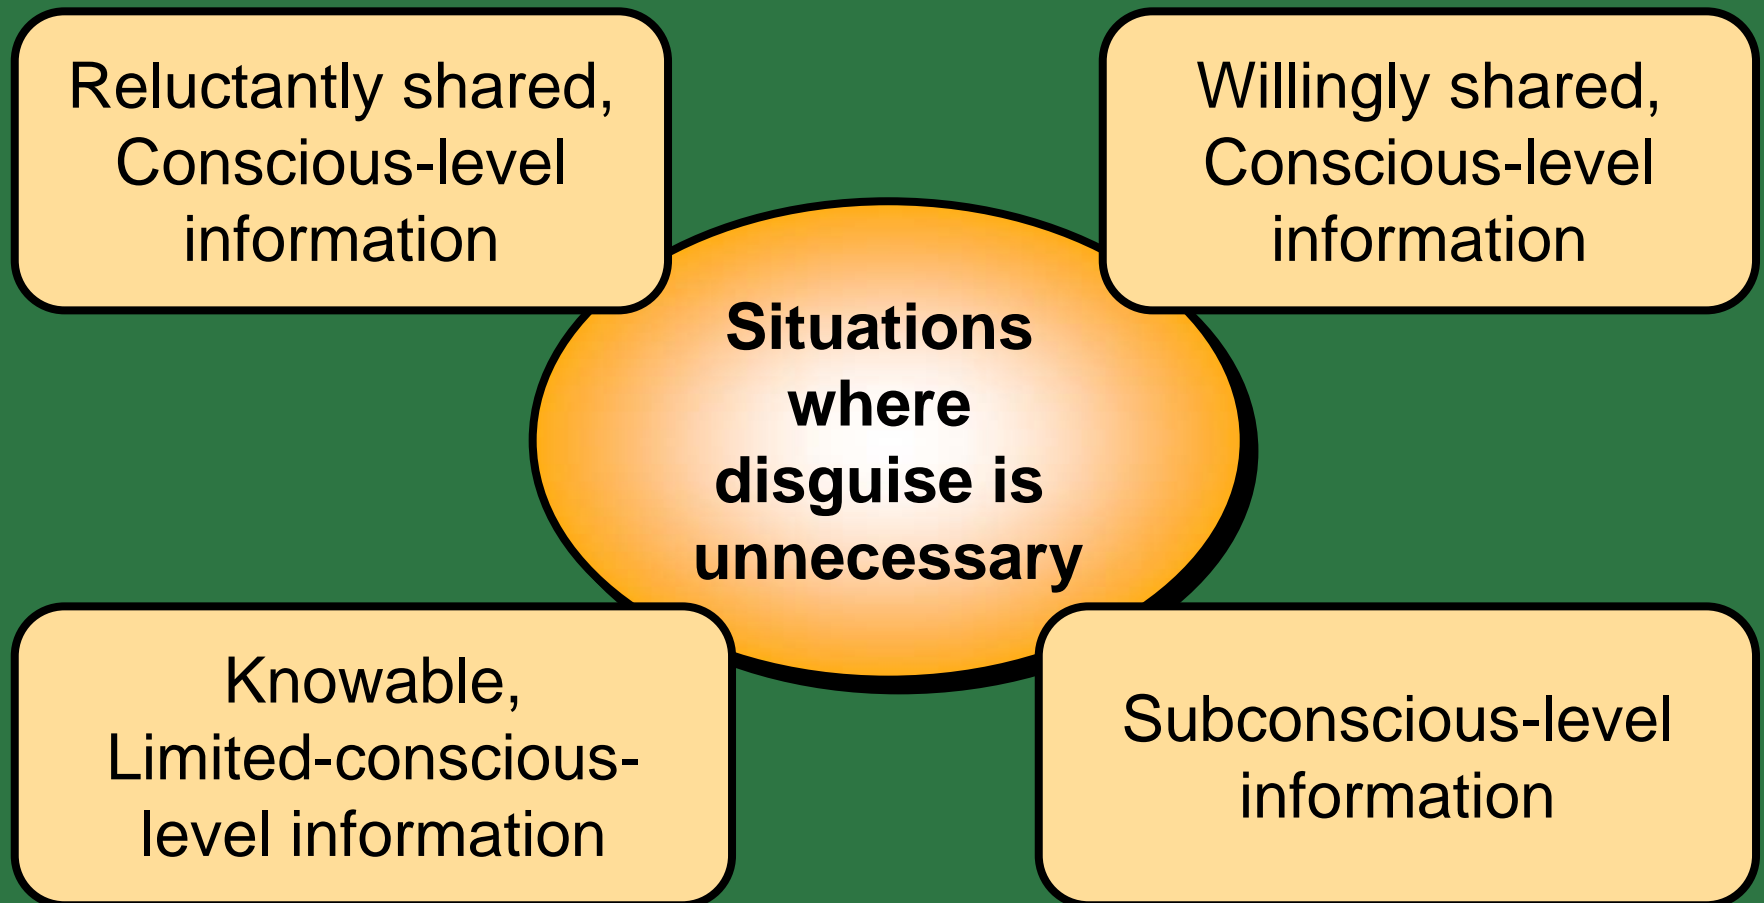 Reluctantly shared,
Conscious-level
information
Willingly shared,
Conscious-level
information
Situations
where
disguise is
unnecessary
Knowable,
Limited-conscious-
level information
Subconscious-level
information